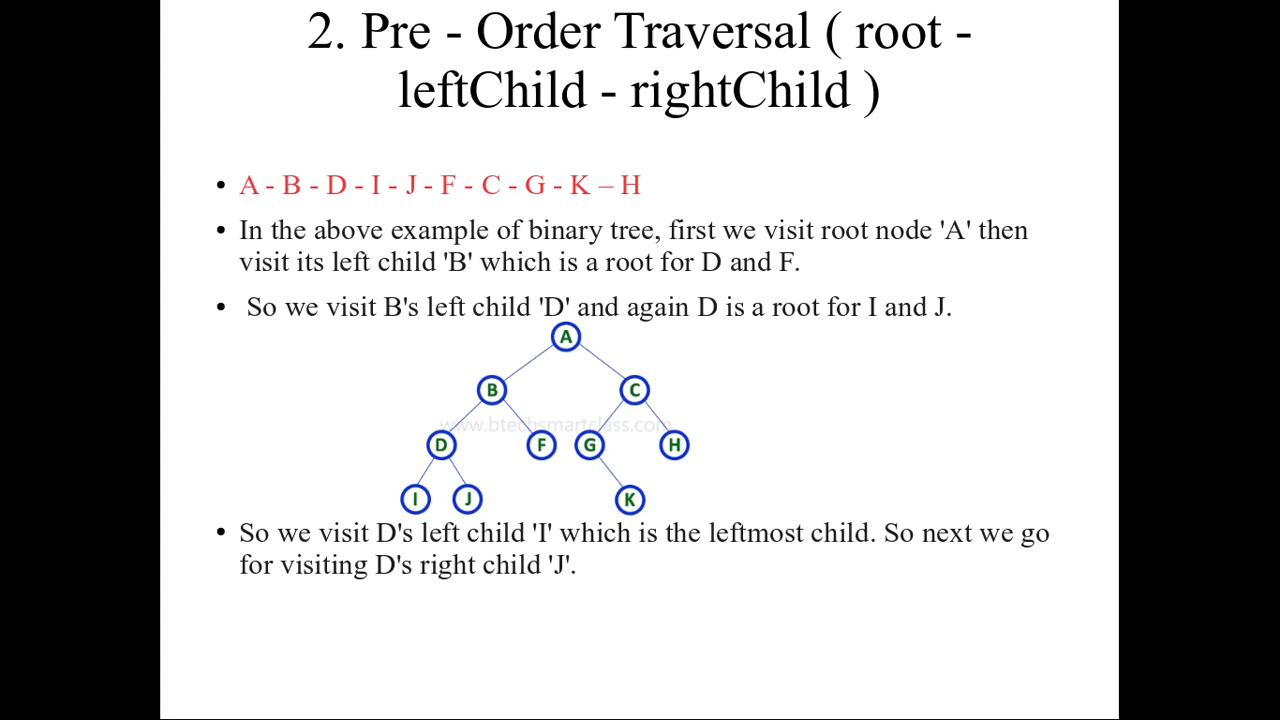 2. Pre - Order Traversal ( root -
leftChild - rightChild )
• A - B - D - I - J - F - C - G - K – H
• In the above example of binary tree, first we visit root node 'A' then
visit its left child 'B' which is a root for D and F.
• So we visit B's left child 'D' and again D is a root for I and J.
A
B C
www.btechsmartclass.com
D F G H
I J K
• So we visit D's left child 'I' which is the leftmost child. So next we go
for visiting D's right child 'J'.